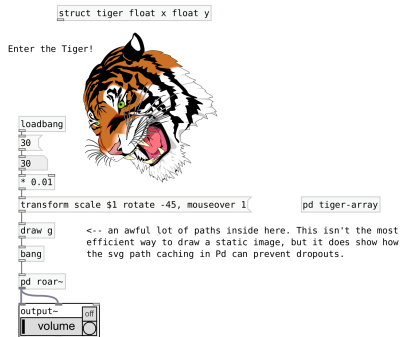 struct tiger float x float y
Enter the Tiger!
loadbang
30
30
* 0.01
transform scale $1 rotate -45, mouseover 1
pd tiger-array
draw g
<-- an awful lot of paths inside here. This isn't the most
efficient way to draw a static image, but it does show how
the svg path caching in Pd can prevent dropouts.
bang
pd roar~
output~
off
volume